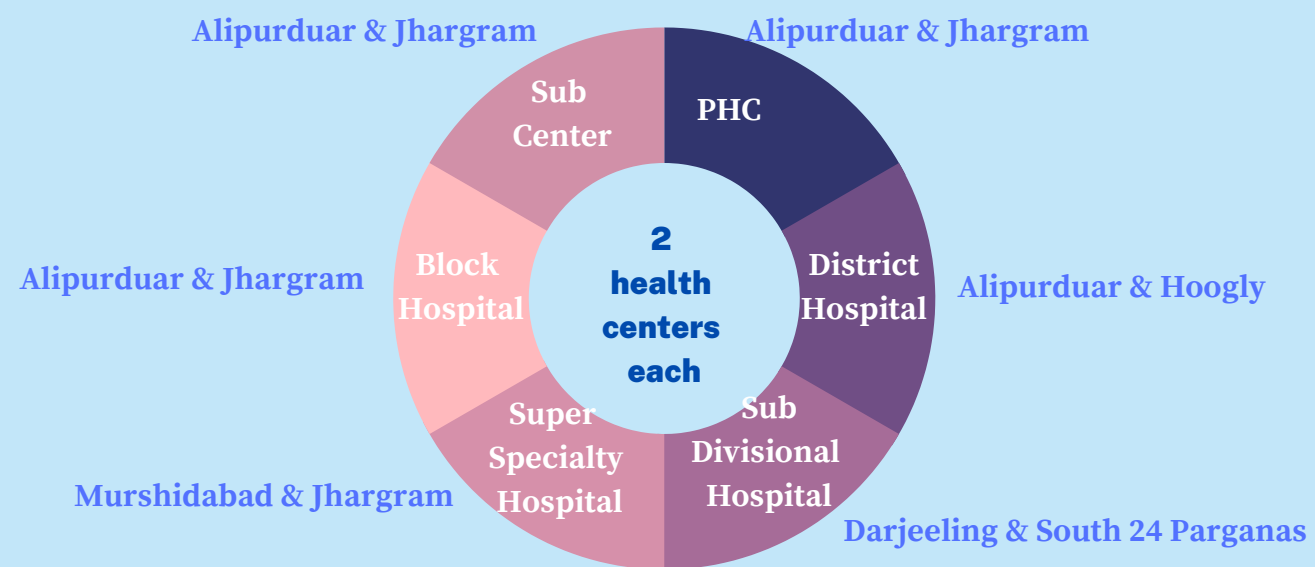 Alipurduar & Jhargram
Alipurduar & Jhargram
Sub
Center
PHC
Alipurduar & Jhargram
Block
Hospital
2
health
centers
each
District
Hospital
Alipurduar & Hoogly
Super
Specialty
Hospital
Sub
Divisional
Hospital
Murshidabad & Jhargram
Darjeeling & South 24 Parganas